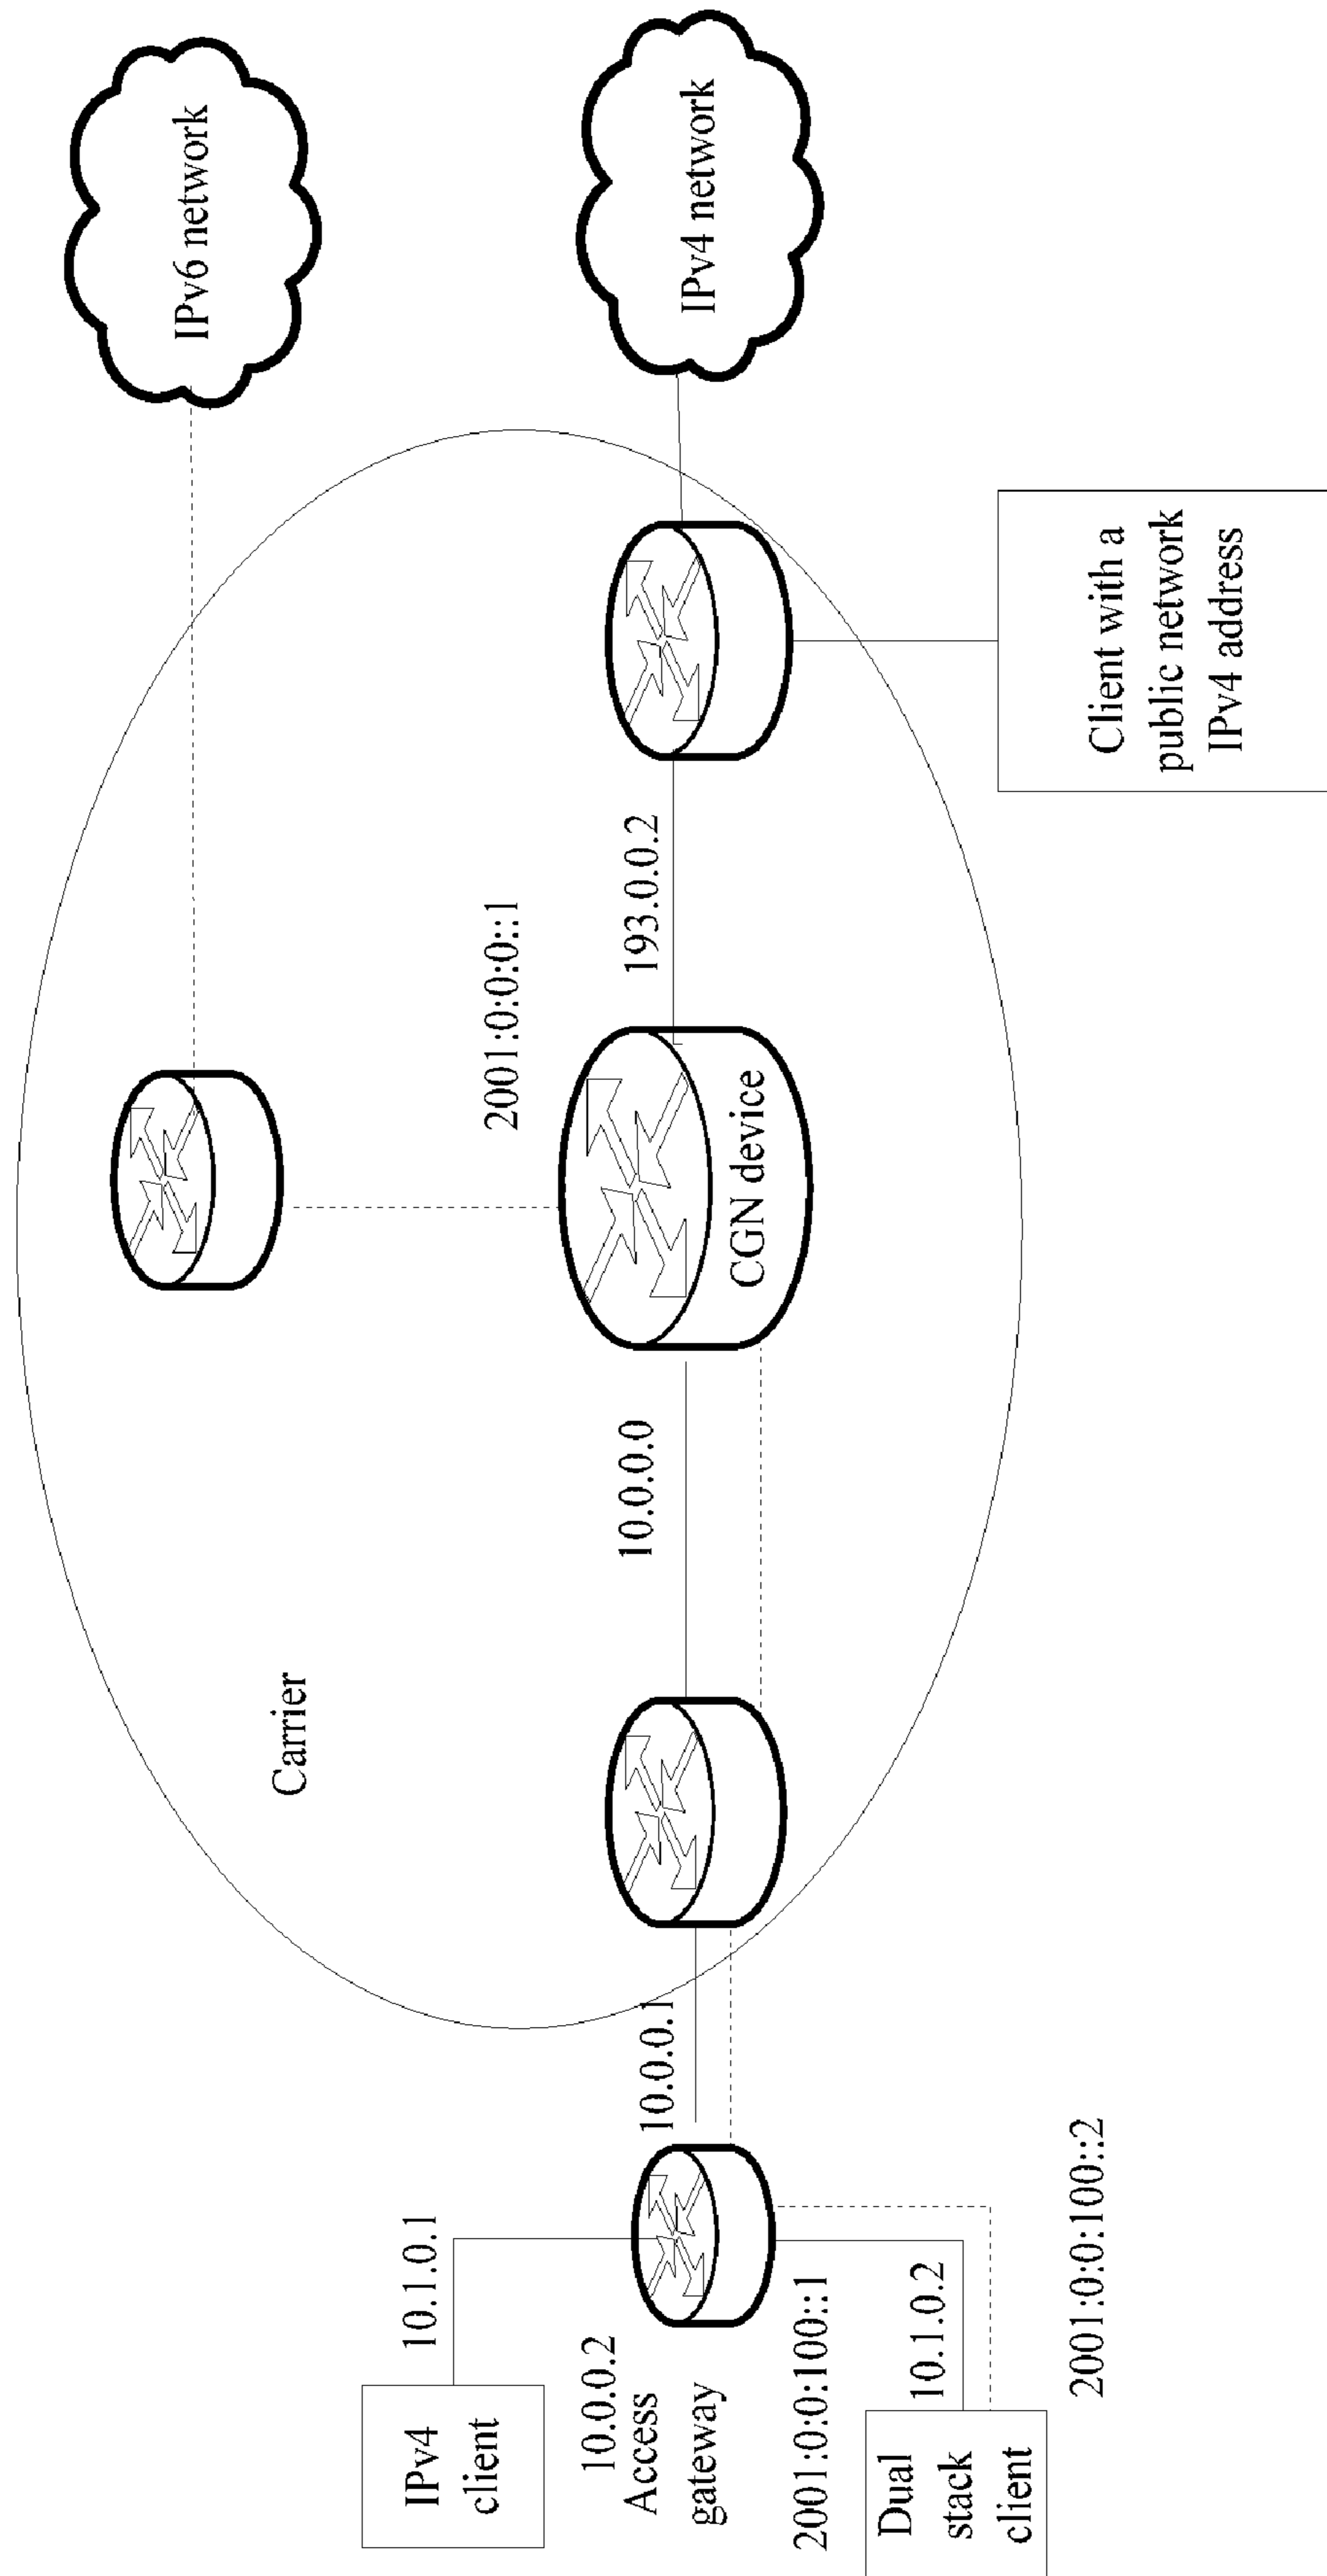 IPv6 network
IPv4 network
Carrier
2001:0:0:0::1
10.1.0.1
IPv4
client
10.0.0.2
Access
gateway
10.0.0.1
10.0.0.0
CGN device
193.0.0.2
2001:0:0:100::1
10.1.0.2
Dual
stack
client
2001:0:0:100::2
Client with a
public network
IPv4 address